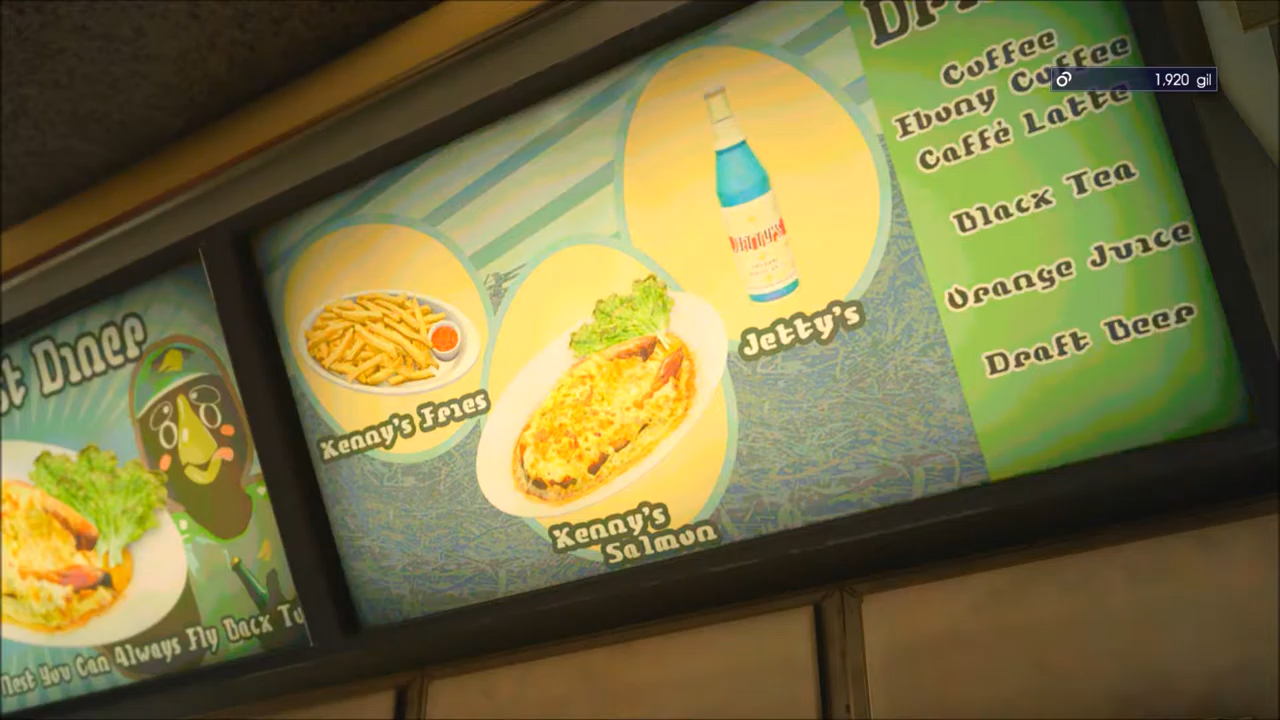 1,920 gil
Coffee
Ebony Coffee
Caffè Latte
Black Tea
Orange Juice
Draft Beer
Jetty's
Kenny's Fries
Kenny's
Salmon
Diner
Nest You Can Always Fly Back